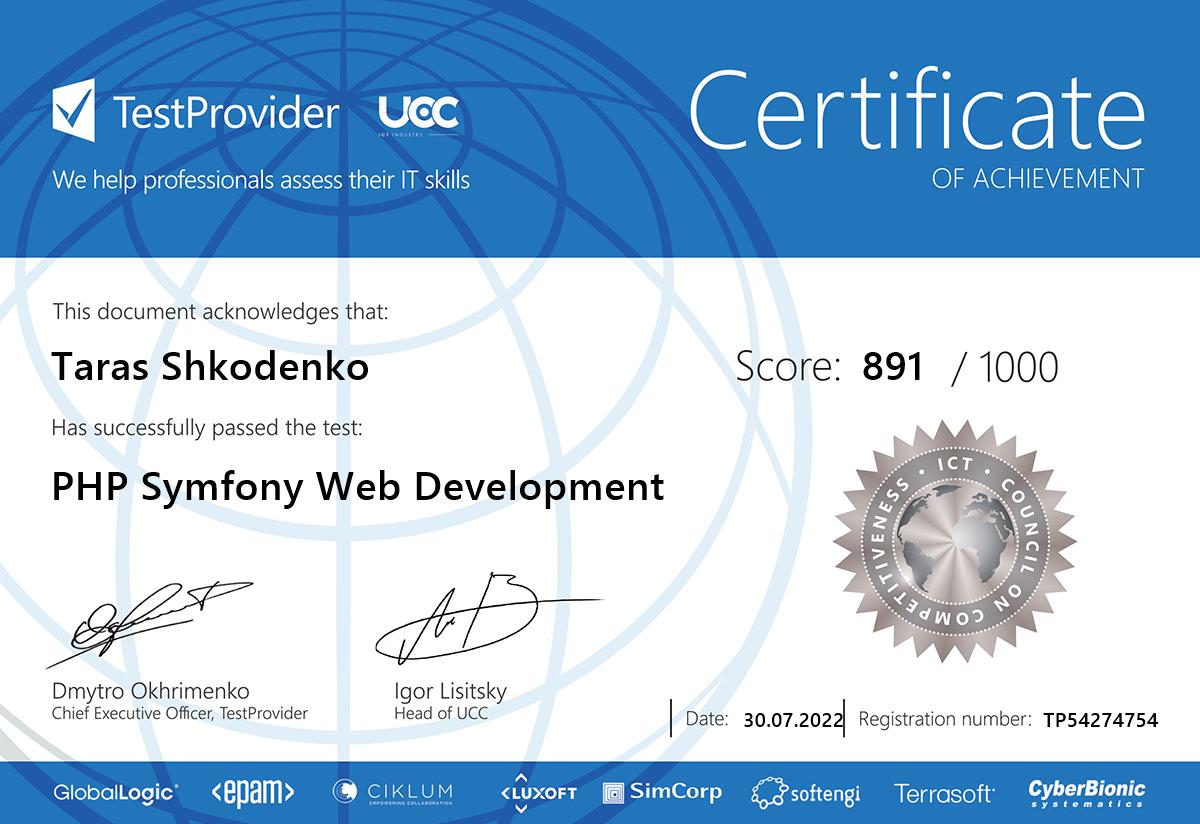 TestProvider
UCC
ICT INDUSTRY
We help professionals assess their IT skills
Certificate
OF ACHIEVEMENT
This document acknowledges that:
Taras Shkodenko
Score: 891 / 1000
Has successfully passed the test:
PHP Symfony Web Development
ICT • COUNCIL ON COMPETITIVENESS •
Dmytro Okhrimenko
Chief Executive Officer, TestProvider
Igor Lisitsky
Head of UCC
Date: 30.07.2022
Registration number: TP54274754
GlobalLogic®
<epam>
CIKLUM
EMPOWERING COLLABORATION
<LUXOFT
SimCorp
softengi
Terrasoft
CyberBionic
systematics